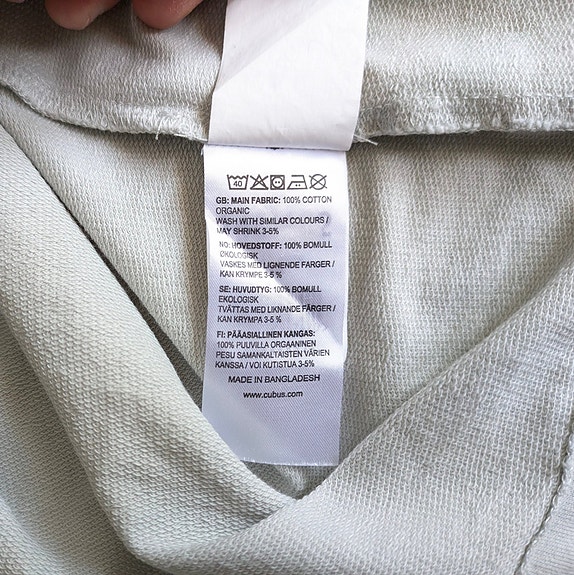 40
GB: MAIN FABRIC: 100% COTTON
ORGANIC
WASH WITH SIMILAR COLOURS /
MAY SHRINK 3-5%
NO: HOVEDSTOFF: 100% BOMULL
ØKOLOGISK
VASKES MED LIGNENDE FARGER /
KAN KRYMPE 3-5 %
SE: HUVUDTYG: 100% BOMULL
EKOLOGISK
TVÄTTAS MED LIKNANDE FÄRGER /
KAN KRYMPA 3-5 %
FI: PÄÄASIALLINEN KANGAS:
100% PUUVILLA ORGAANINEN
PESU SAMANKALTAISTEN VÄRIEN
KANSSA / VOI KUTISTUA 3-5%
MADE IN BANGLADESH
www.cubus.com